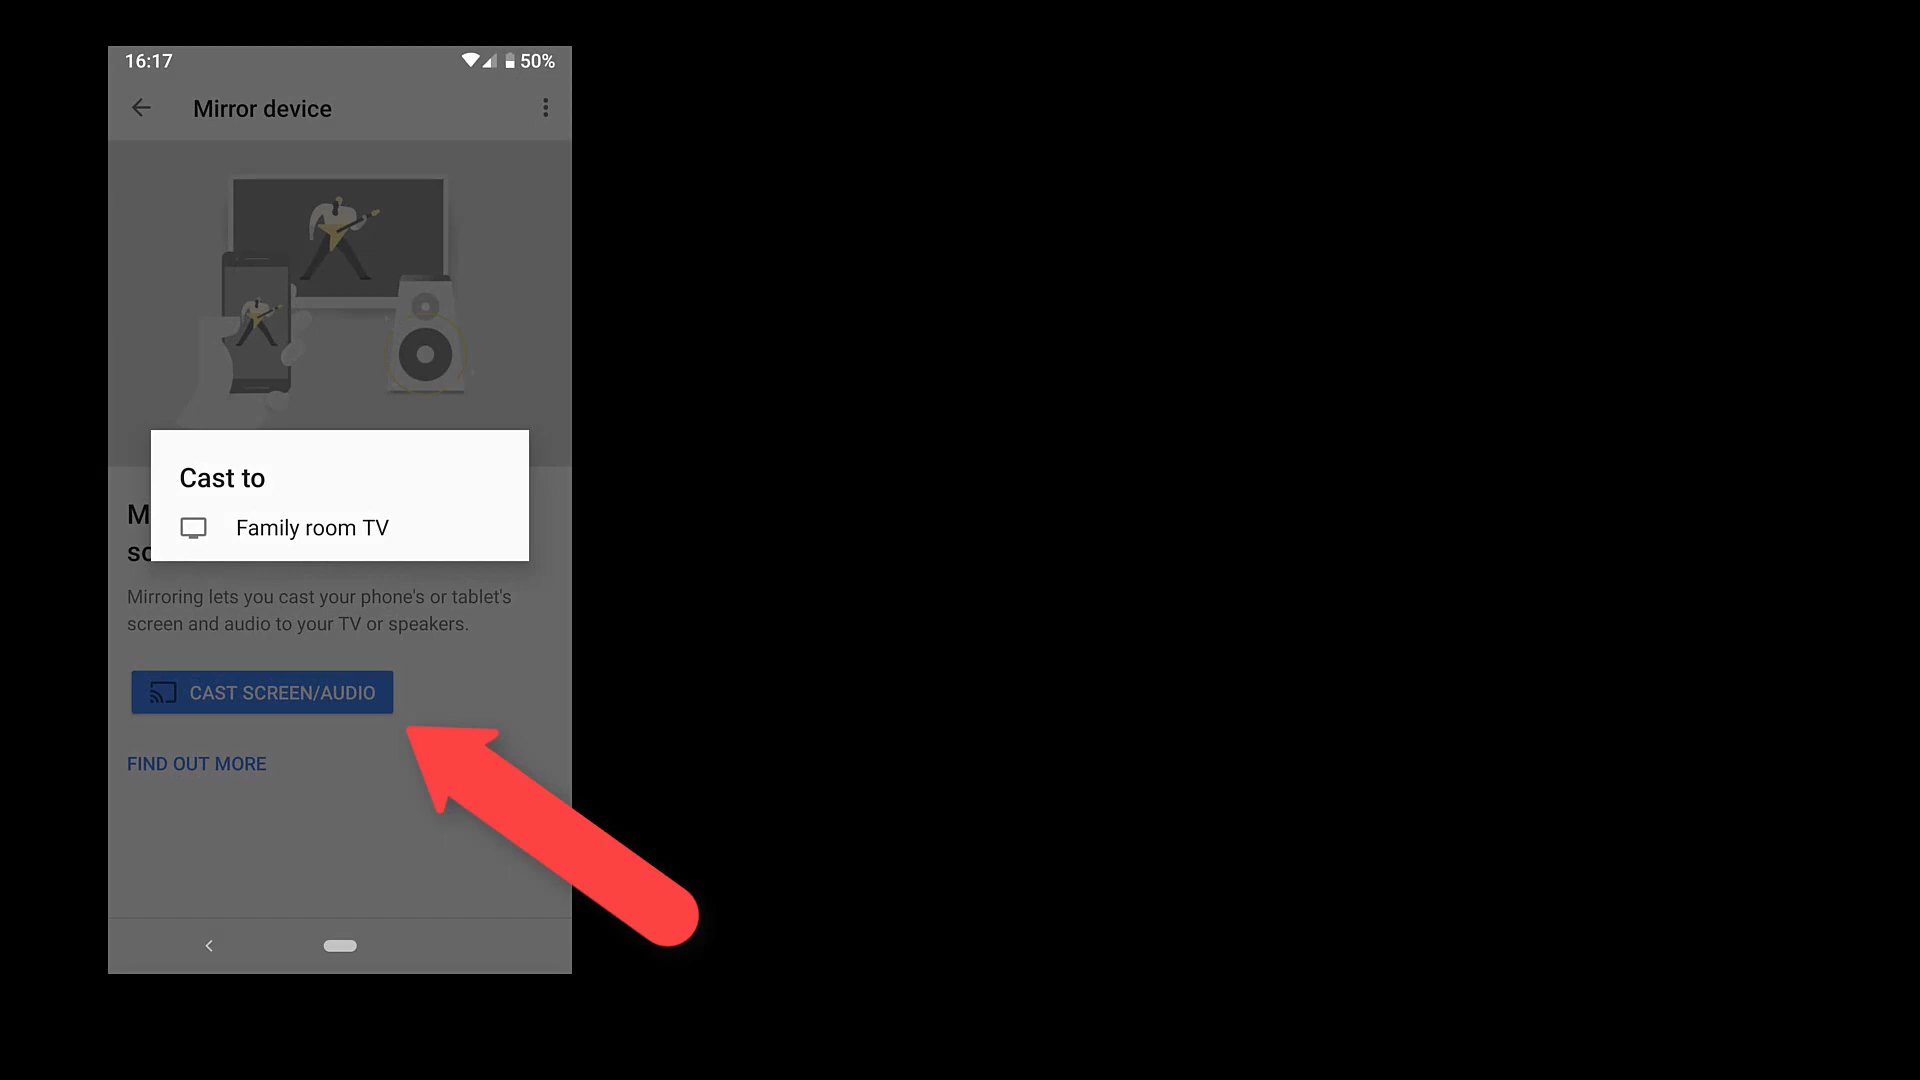 16:17
50%
Mirror device
Cast to
M
Family room TV
sc
Mirroring lets you cast your phone's or tablet's
screen and audio to your TV or speakers.
CAST SCREEN/AUDIO
FIND OUT MORE